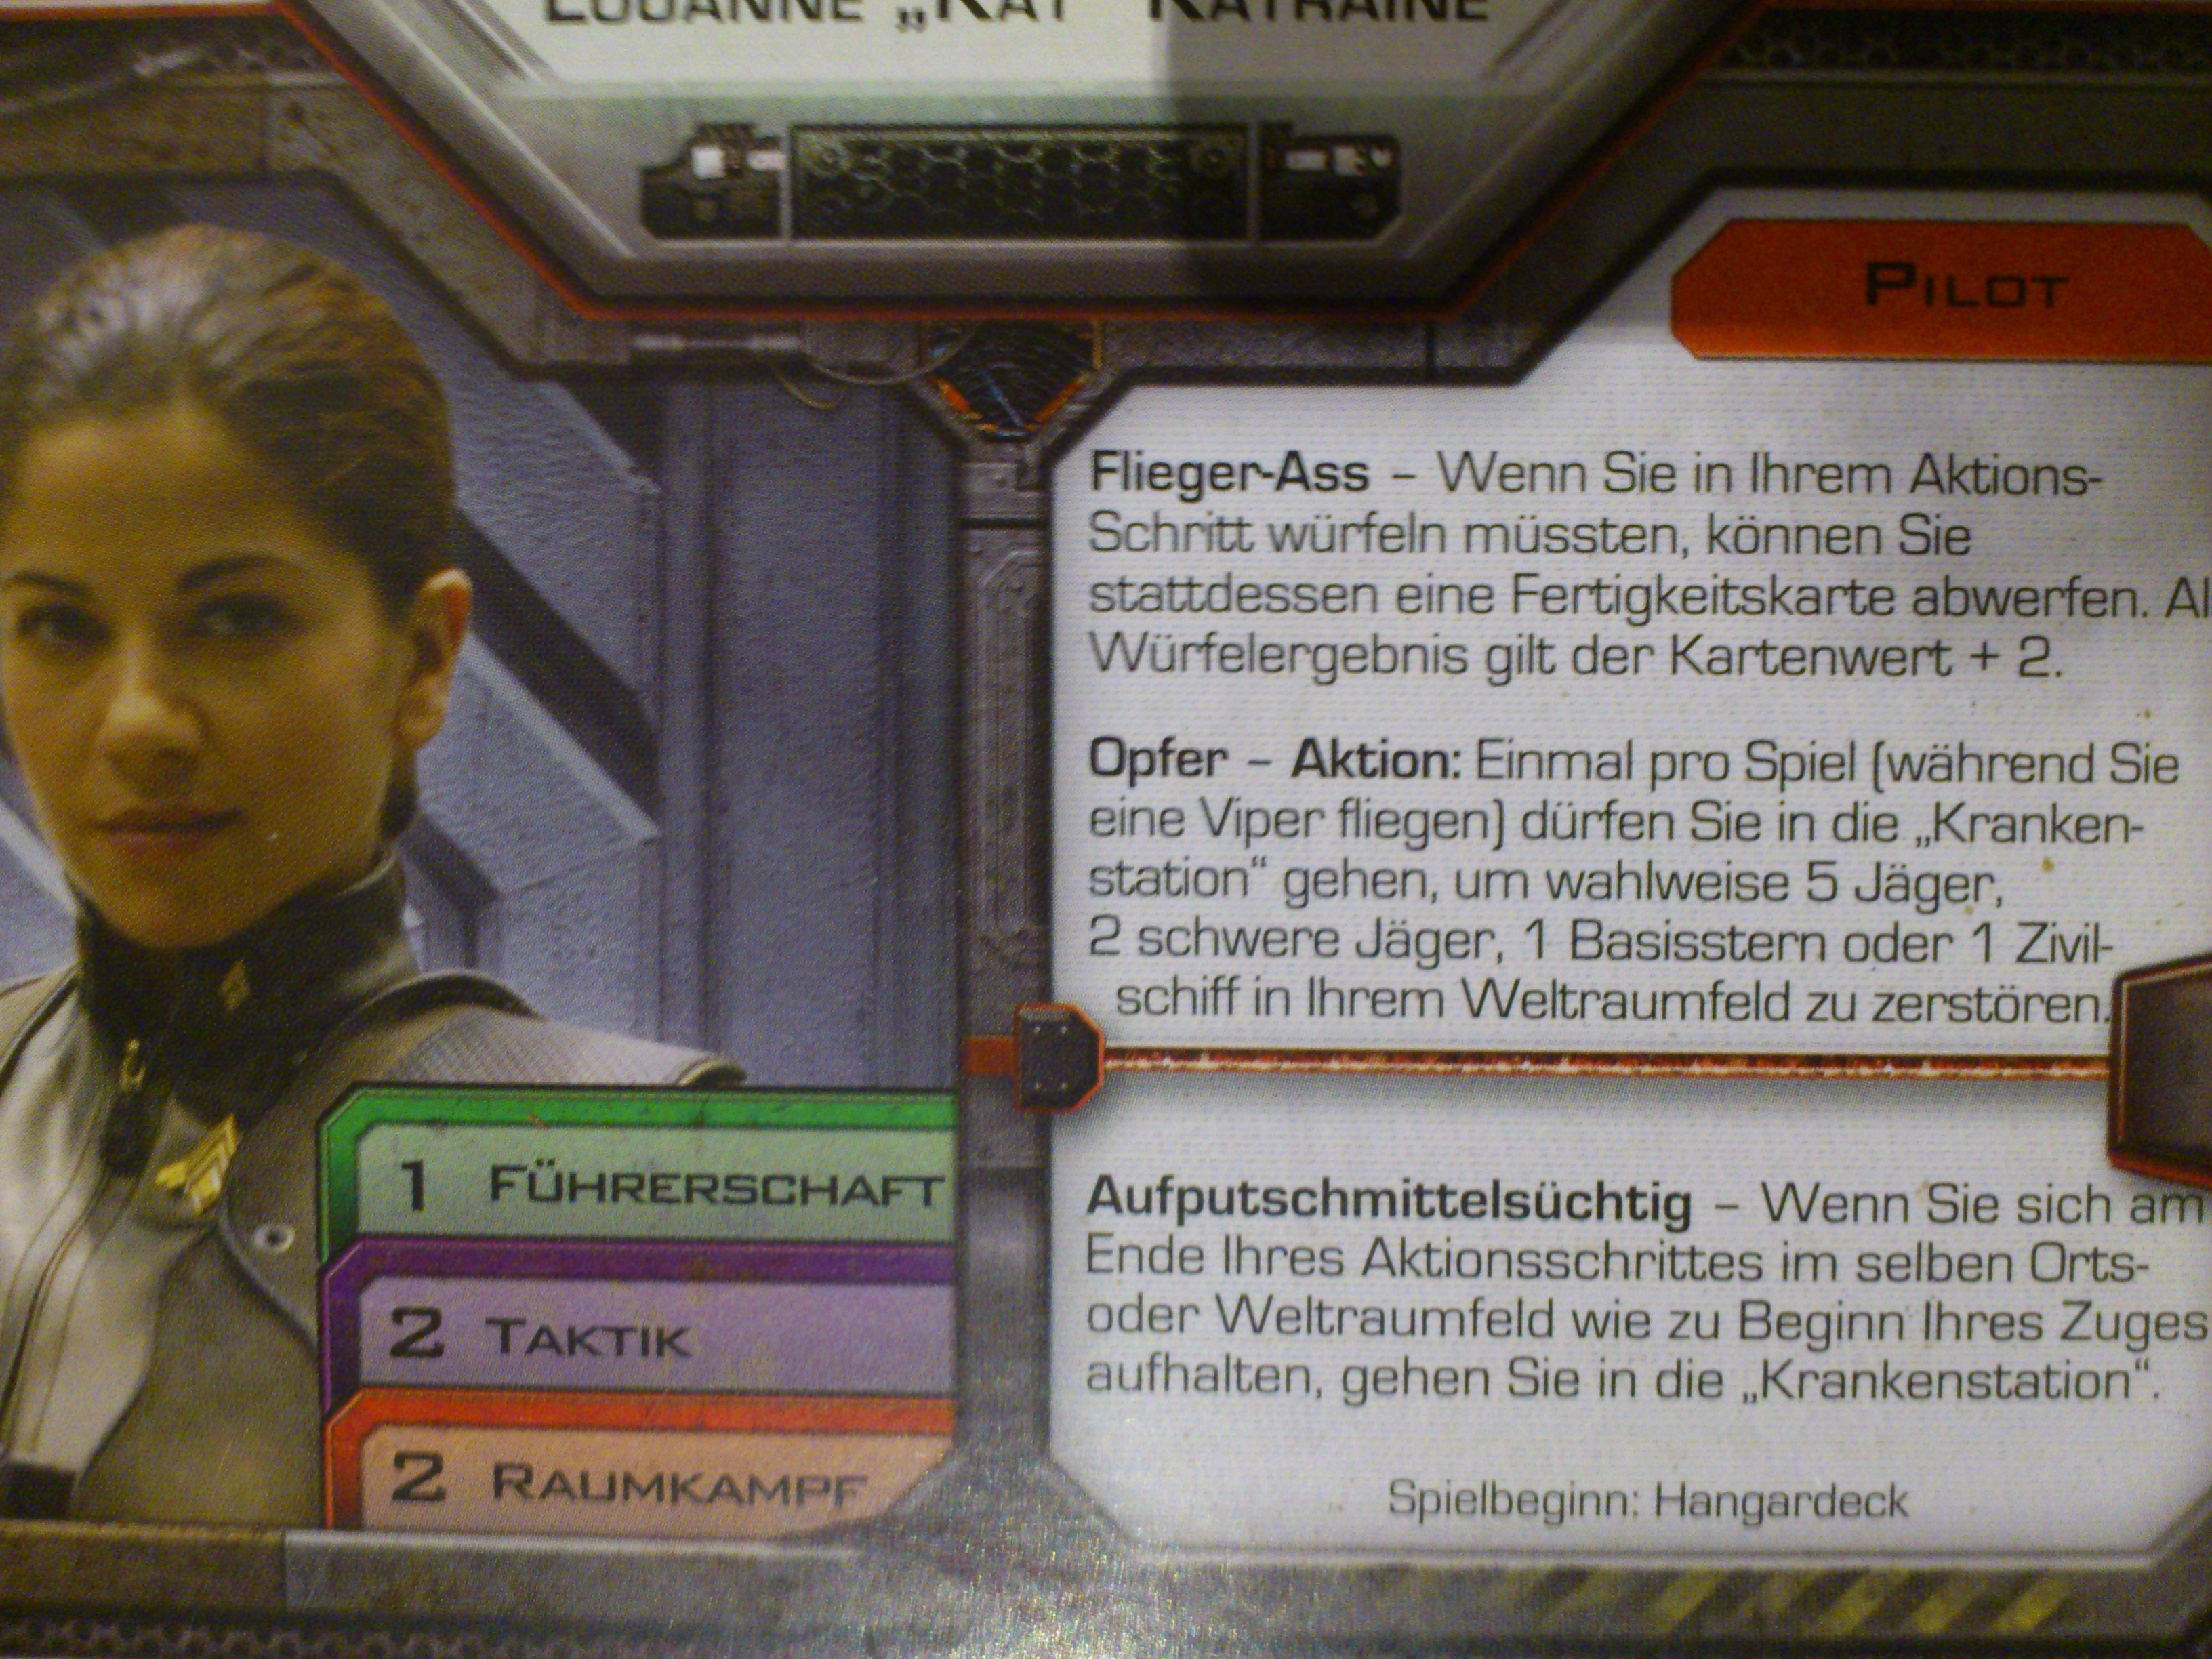 LOUANNE „KAT“ KATRAINE
PILOT
Flieger-Ass – Wenn Sie in Ihrem Aktions-
Schritt würfeln müssten, können Sie
stattdessen eine Fertigkeitskarte abwerfen. Al
Würfelergebnis gilt der Kartenwert + 2.
Opfer – Aktion: Einmal pro Spiel (während Sie
eine Viper fliegen) dürfen Sie in die „Kranken-
station“ gehen, um wahlweise 5 Jäger,
2 schwere Jäger, 1 Basisstern oder 1 Zivil-
schiff in Ihrem Weltraumfeld zu zerstören.
Aufputschmittelsüchtig – Wenn Sie sich am
Ende Ihres Aktionsschrittes im selben Orts-
oder Weltraumfeld wie zu Beginn Ihres Zuges
aufhalten, gehen Sie in die „Krankenstation“.
Spielbeginn: Hangardeck
1 FÜHRERSCHAFT
2 TAKTIK
2 RAUMKAMPF